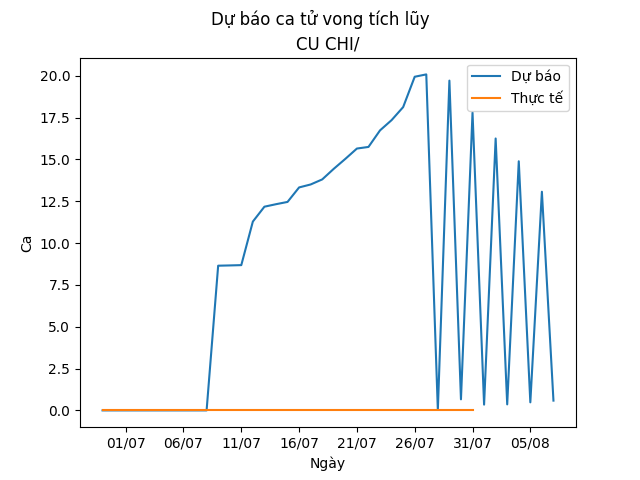 Dự báo ca tử vong tích lũy
CU CHI/
Dự báo
Thực tế
20.0
17.5
15.0
12.5
10.0
7.5
5.0
2.5
0.0
Ca
01/07 06/07 11/07 16/07 21/07 26/07 31/07 05/08
Ngày